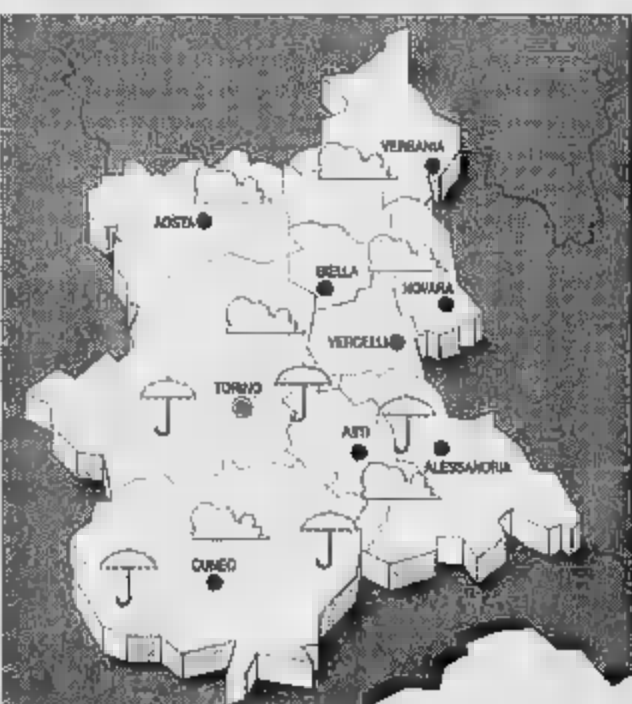 VERBANIA
AOSTA
BIELLA
NOVARA
VERCELLI
TORINO
ASTI
ALESSANDRIA
CUNEO